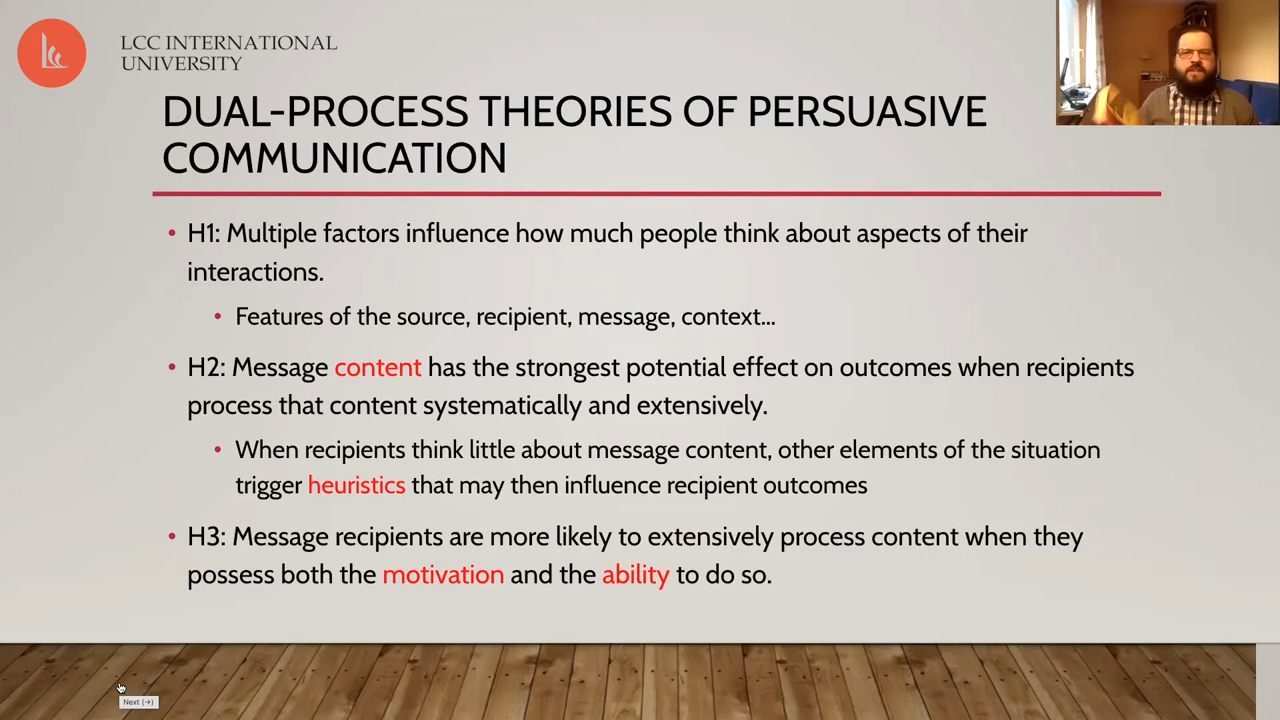 LCC INTERNATIONAL
UNIVERSITY
DUAL-PROCESS THEORIES OF PERSUASIVE
COMMUNICATION
• H1: Multiple factors influence how much people think about aspects of their
interactions.
• Features of the source, recipient, message, context...
• H2: Message content has the strongest potential effect on outcomes when recipients
process that content systematically and extensively.
• When recipients think little about message content, other elements of the situation
trigger heuristics that may then influence recipient outcomes
• H3: Message recipients are more likely to extensively process content when they
possess both the motivation and the ability to do so.
Next (→)